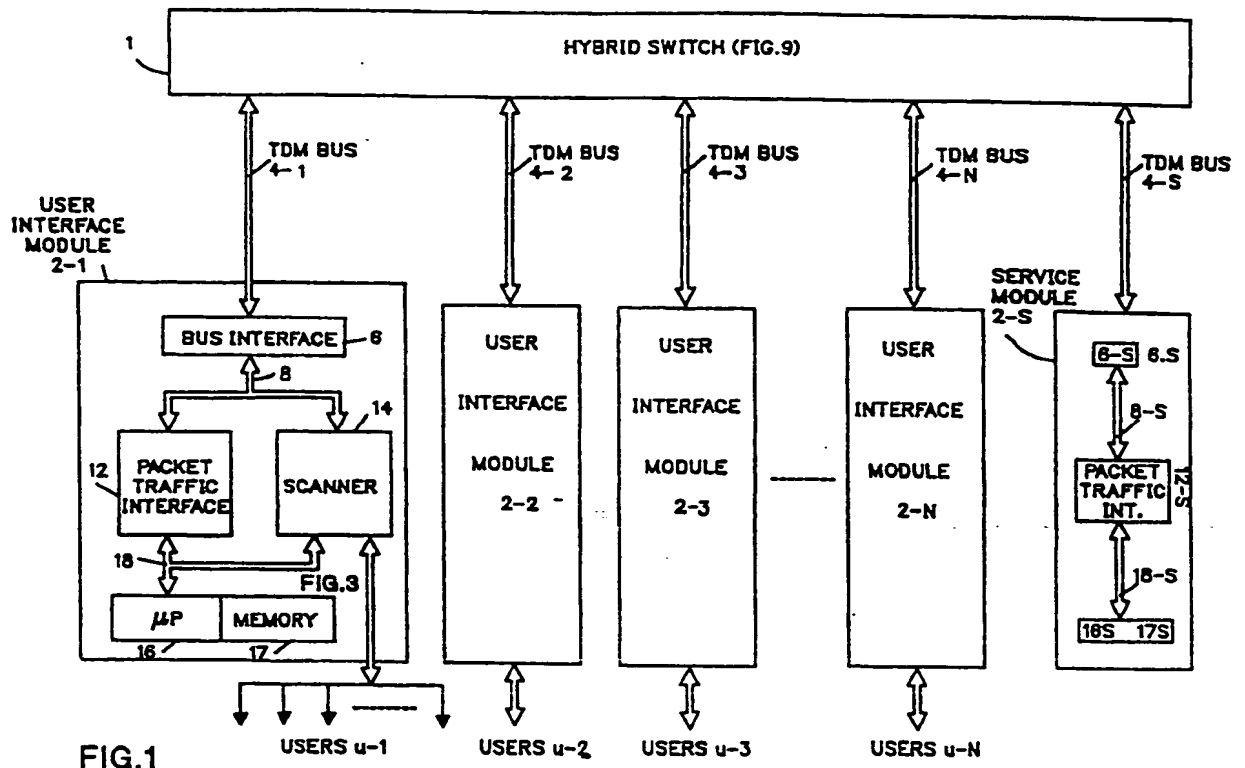 1
HYBRID SWITCH (FIG.9)
TDM BUS
4-1
TDM BUS
4-2
TDM BUS
4-3
TDM BUS
4-N
TDM BUS
4-S
USER
INTERFACE
MODULE
2-1
BUS INTERFACE
6
8
14
12
PACKET
TRAFFIC
INTERFACE
SCANNER
18
FIG.3
μP
MEMORY
16
17
USERS u-1
USER
INTERFACE
MODULE
2-2
USERS u-2
USER
INTERFACE
MODULE
2-3
USERS u-3
USER
INTERFACE
MODULE
2-N
USERS u-N
SERVICE
MODULE
2-S
6-S
6.S
8-S
PACKET
TRAFFIC
INT.
12-S
18-S
16S 17S
FIG.1